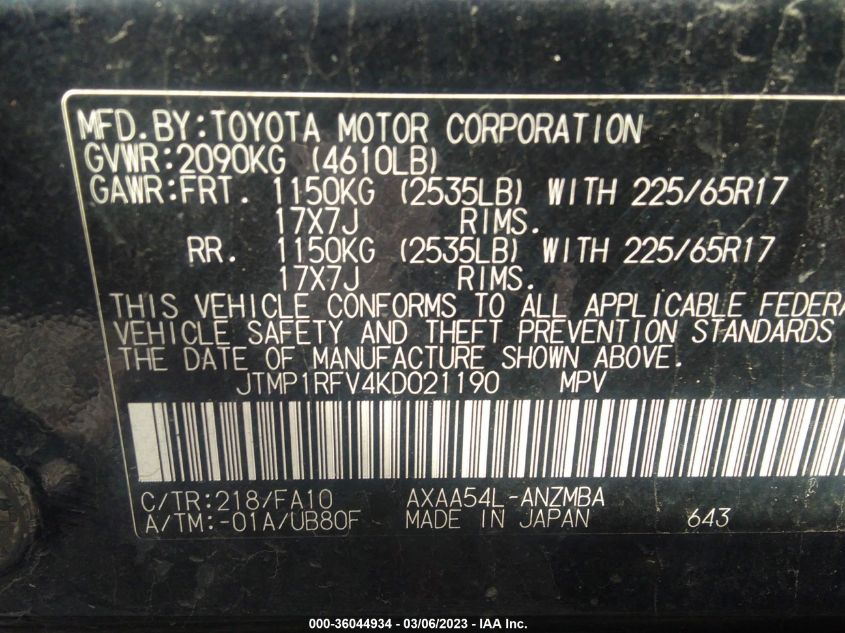 MFD.BY:TOYOTA MOTOR CORPORATION
GVWR:2090KG (4610LB)
GAWR:FRT. 1150KG (2535LB) WITH 225/65R17
17X7J RIMS.
RR. 1150KG (2535LB) WITH 225/65R17
17X7J RIMS.
THIS VEHICLE CONFORMS TO ALL APPLICABLE FEDERA
VEHICLE SAFETY AND THEFT PREVENTION STANDARDS
THE DATE OF MANUFACTURE SHOWN ABOVE.
JTMP1RFV4KD021190 MPV
C/TR:218/FA10 AXAA54L-ANZMBA
A/TM:-01A/UB80F MADE IN JAPAN 643
000-36044934 - 03/06/2023 - IAA Inc.